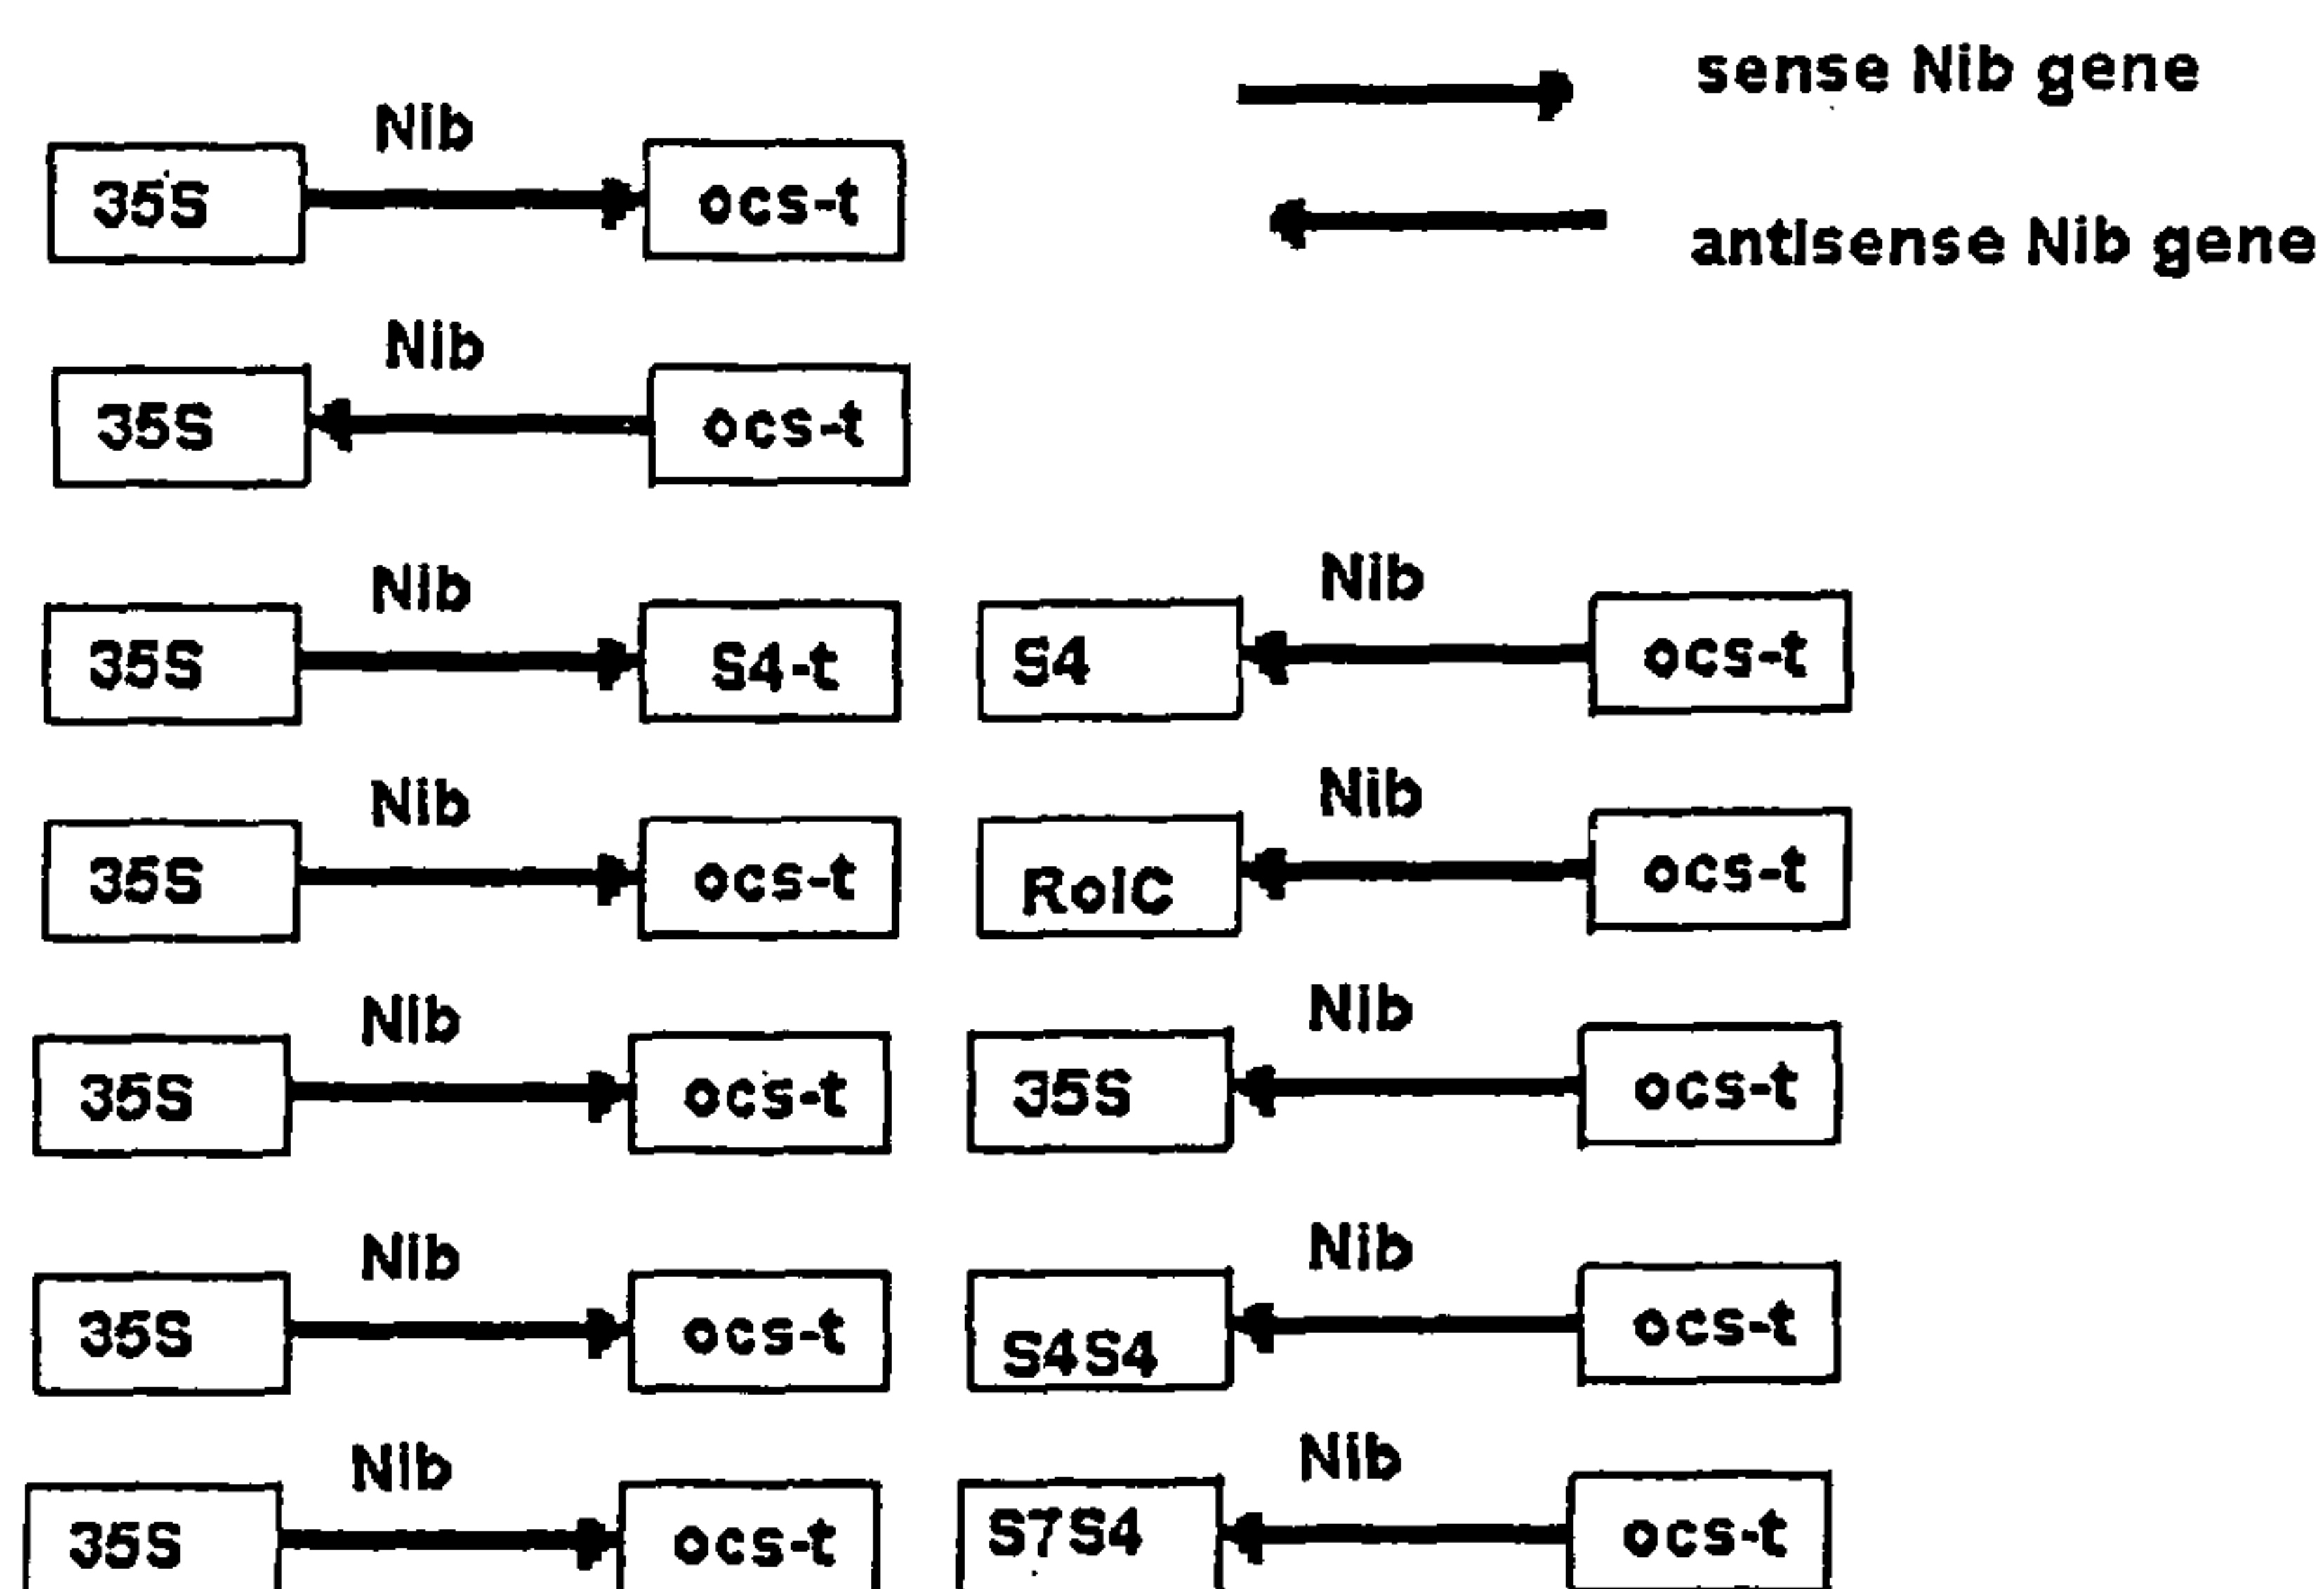 sense Nib gene
Nib
35S ocs-t
antisense Nib gene
Nib
35S ocs-t
Nib Nib
35S S4-t S4 ocs-t
Nib Nib
35S ocs-t RolC ocs-t
Nib Nib
35S ocs-t 35S ocs-t
Nib Nib
35S ocs-t S4S4 ocs-t
Nib Nib
35S ocs-t S7S4 ocs-t